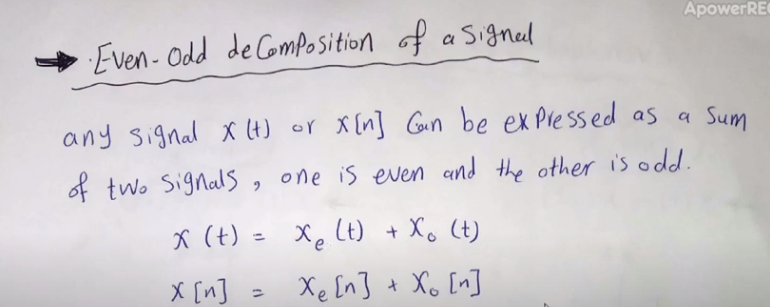 ApowerREC
Even-odd decomposition of a signal
any signal x(t) or x[n] can be expressed as a sum
of two signals, one is even and the other is odd.
x(t) = xₑ(t) + xₒ(t)
x[n] = xₑ[n] + xₒ[n]